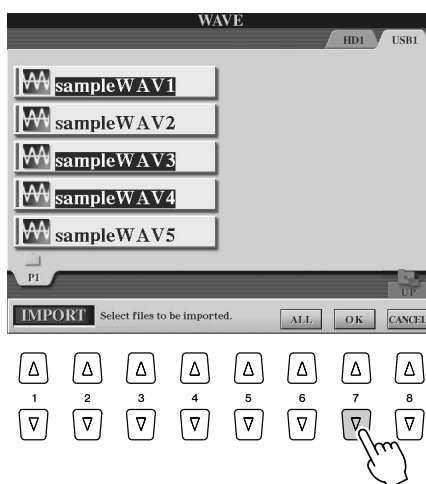 WAVE
HD1 USB1
sampleWAV1
sampleWAV2
sampleWAV3
sampleWAV4
sampleWAV5
P1
UP
IMPORT Select files to be imported. ALL OK CANCEL
1 2 3 4 5 6 7 8